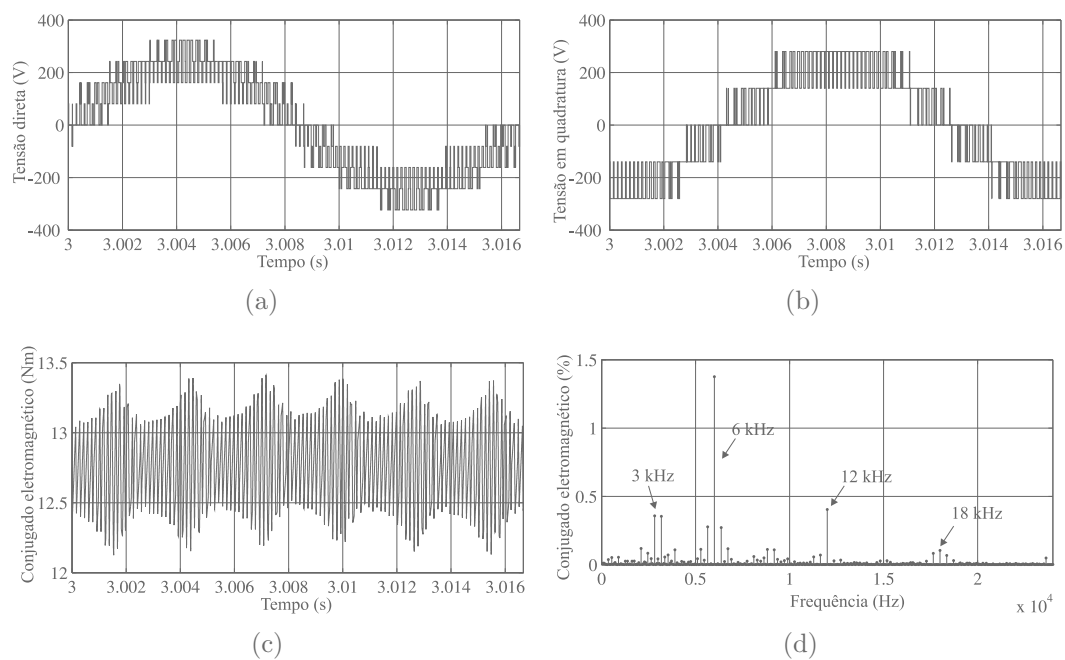 400
200
0
-200
-400
Tensão direta (V)
3 3.002 3.004 3.006 3.008 3.01 3.012 3.014 3.016
Tempo (s)
(a)
400
200
0
-200
-400
Tensão em quadratura (V)
3 3.002 3.004 3.006 3.008 3.01 3.012 3.014 3.016
Tempo (s)
(b)
13.5
13
12.5
12
Conjugado eletromagnético (Nm)
3 3.002 3.004 3.006 3.008 3.01 3.012 3.014 3.016
Tempo (s)
(c)
1.5
1
0.5
0
Conjugado eletromagnético (%)
6 kHz
3 kHz
12 kHz
18 kHz
0 0.5 1 1.5 2
Frequência (Hz)
x 10⁴
(d)